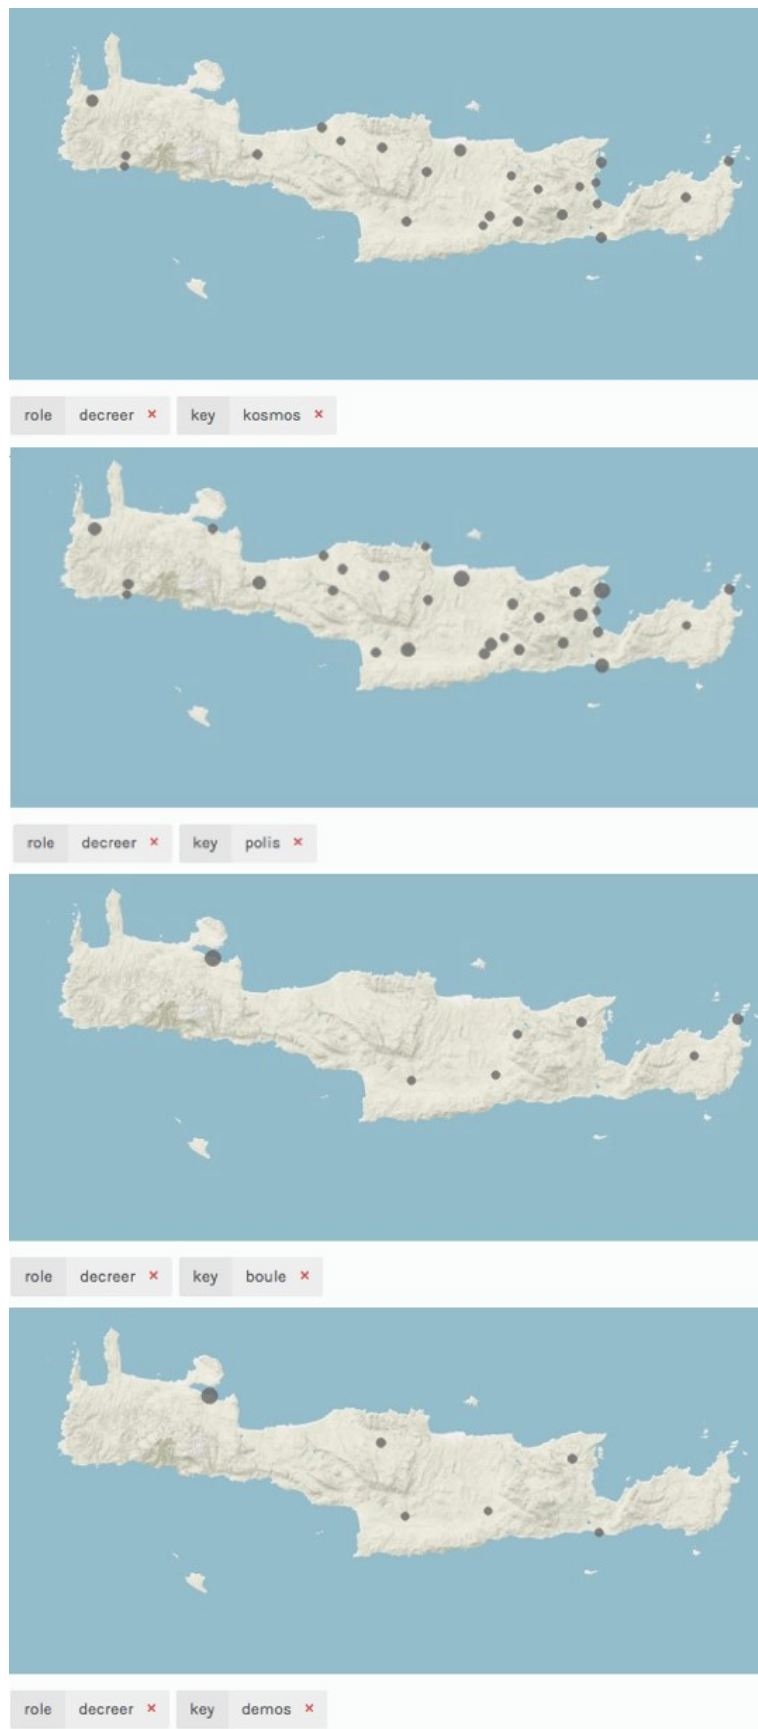 role decreer × key kosmos ×
role decreer × key polis ×
role decreer × key boule ×
role decreer × key demos ×